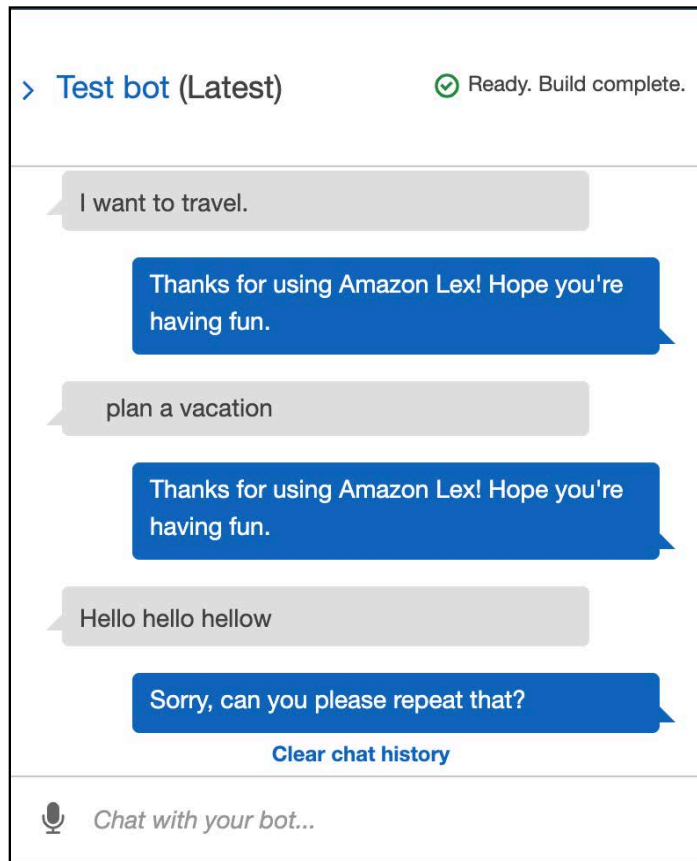 > Test bot (Latest)
Ready. Build complete.
I want to travel.
Thanks for using Amazon Lex! Hope you're
having fun.
plan a vacation
Thanks for using Amazon Lex! Hope you're
having fun.
Hello hello hellow
Sorry, can you please repeat that?
Clear chat history
Chat with your bot...